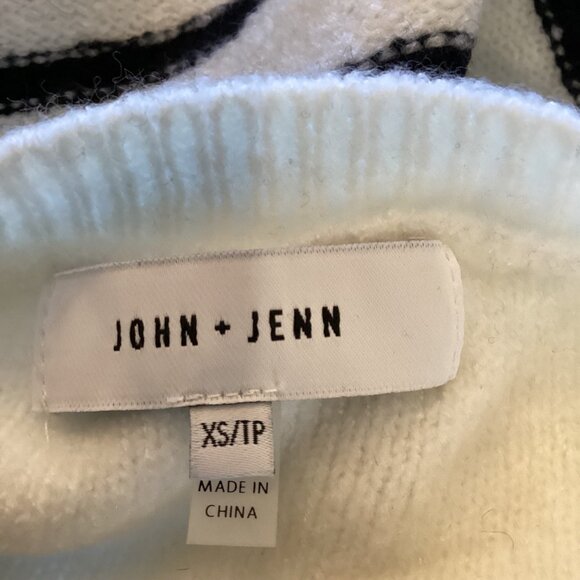 JOHN + JENN
XS/TP
MADE IN
CHINA